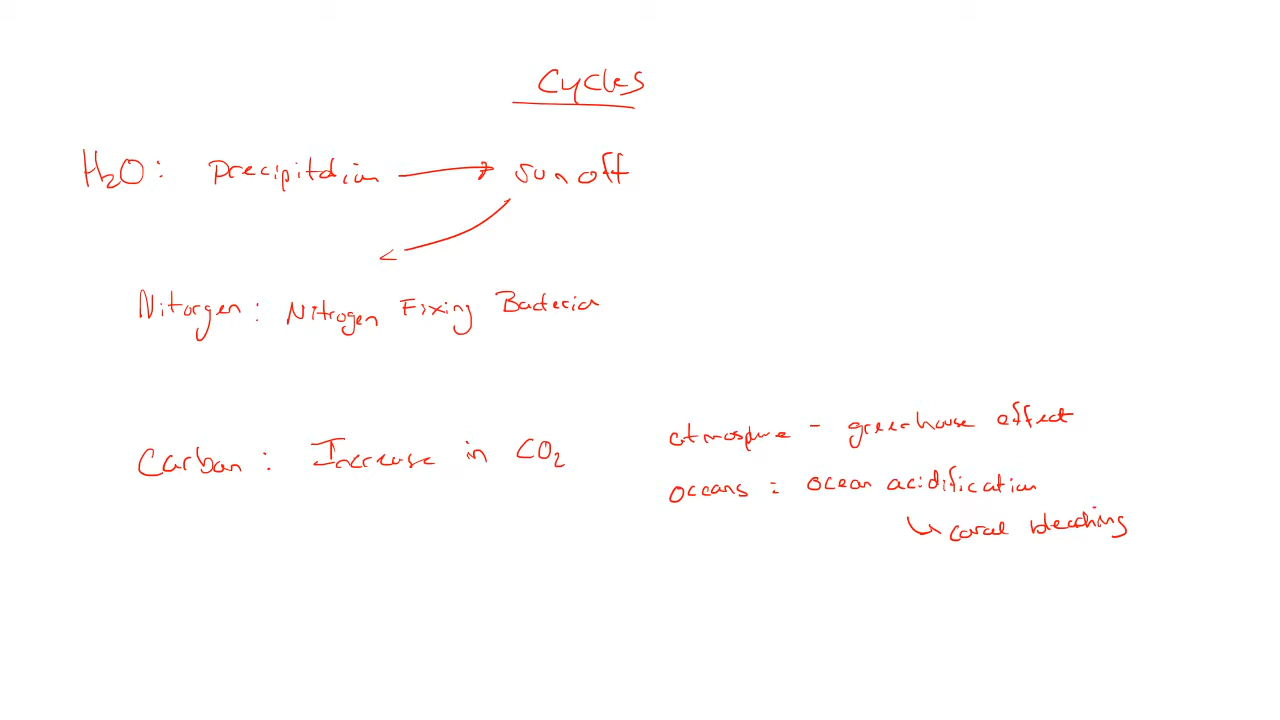 Cycles
H₂O: Precipitation → runoff
Nitorgen: Nitrogen Fixing Bacteria
Carbon: Increase in CO₂
atmosphere - greenhouse effect
oceans: ocean acidification
↳ coral bleaching